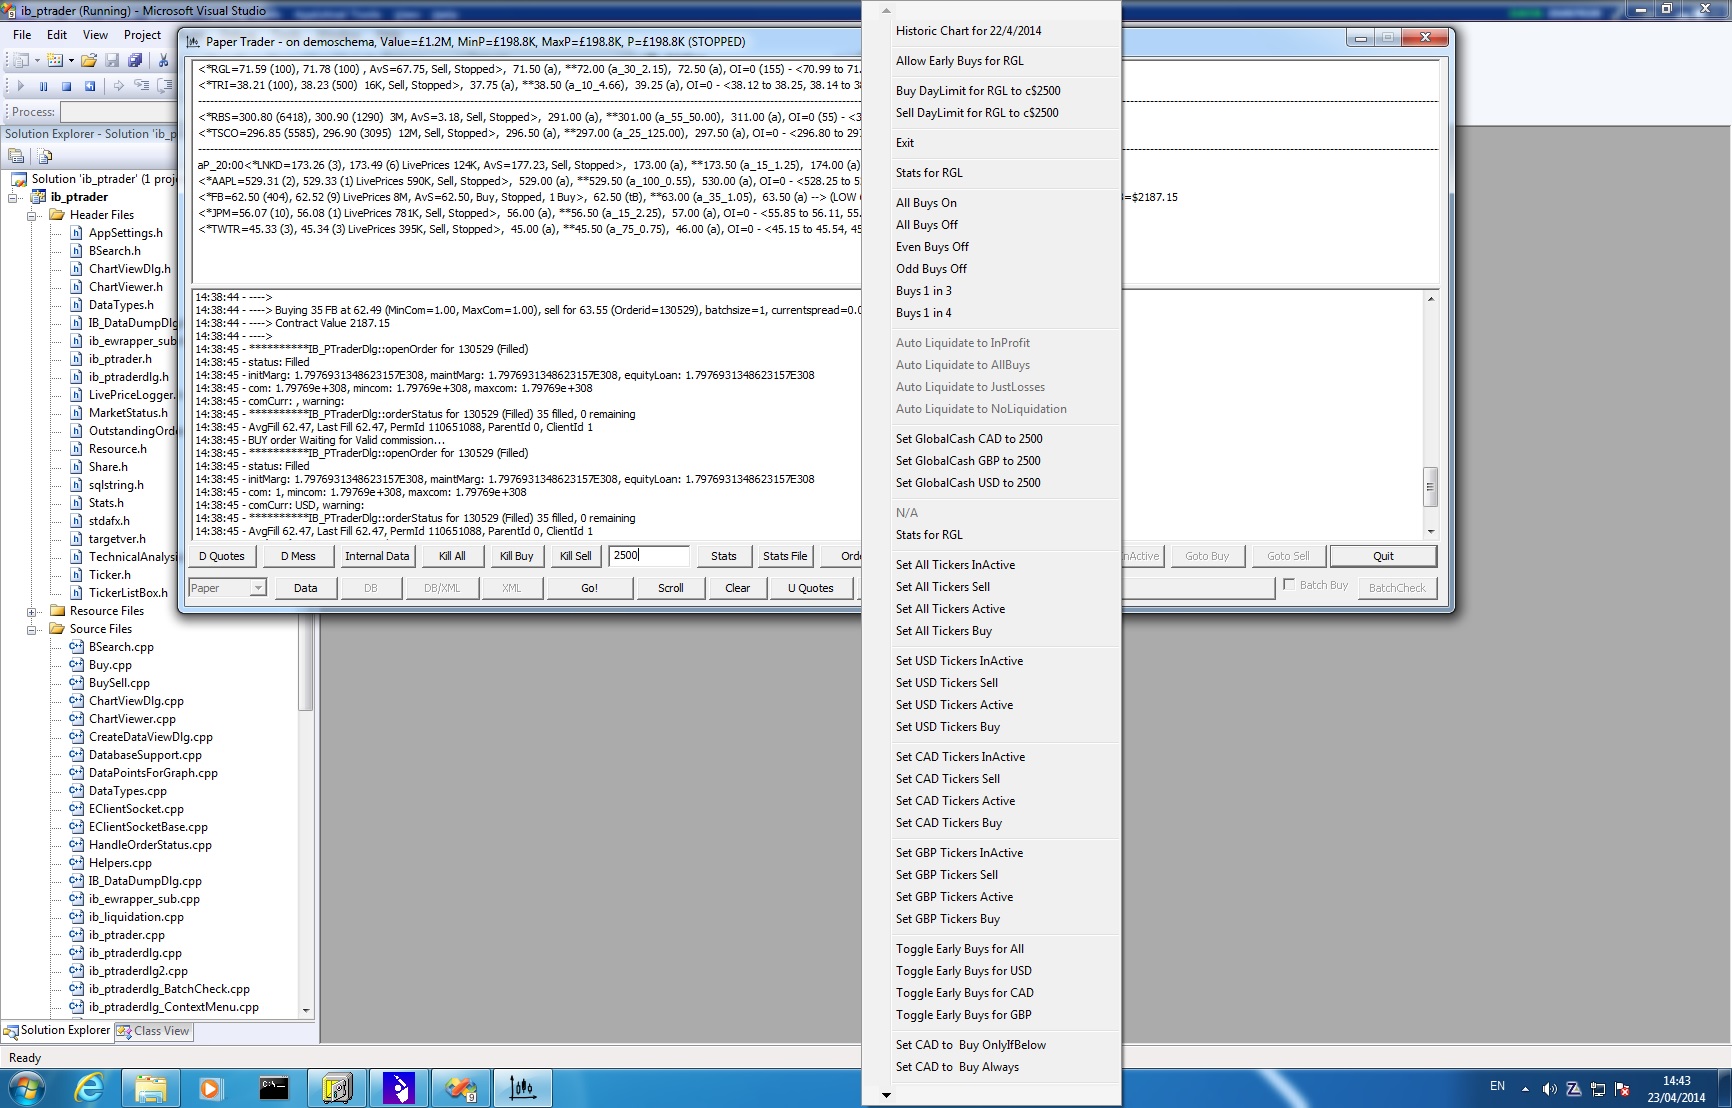 ib_ptrader (Running) - Microsoft Visual Studio
File Edit View Project
Process:
Solution Explorer - Solution 'ib_p
Solution 'ib_ptrader' (1 proj
ib_ptrader
Header Files
AppSettings.h
BSearch.h
ChartViewDlg.h
ChartViewer.h
DataTypes.h
IB_DataDumpDlg
ib_ewrapper_sub
ib_ptrader.h
ib_ptraderdlg.h
LivePriceLogger.
MarketStatus.h
OutstandingOrde
Resource.h
Share.h
sqlstring.h
Stats.h
stdafx.h
targetver.h
TechnicalAnalysi
Ticker.h
TickerListBox.h
Resource Files
Source Files
BSearch.cpp
Buy.cpp
BuySell.cpp
ChartViewDlg.cpp
ChartViewer.cpp
CreateDataViewDlg.cpp
DatabaseSupport.cpp
DataPointsForGraph.cpp
DataTypes.cpp
EClientSocket.cpp
EClientSocketBase.cpp
HandleOrderStatus.cpp
Helpers.cpp
IB_DataDumpDlg.cpp
ib_ewrapper_sub.cpp
ib_liquidation.cpp
ib_ptrader.cpp
ib_ptraderdlg.cpp
ib_ptraderdlg2.cpp
ib_ptraderdlg_BatchCheck.cpp
ib_ptraderdlg_ContextMenu.cpp
Solution Explorer Class View
Ready
Paper Trader - on demoschema, Value=£1.2M, MinP=£198.8K, MaxP=£198.8K, P=£198.8K (STOPPED)
<*RGL=71.59 (100), 71.78 (100) , AvS=67.75, Sell, Stopped>, 71.50 (a), **72.00 (a_30_2.15), 72.50 (a), OI=0 (155) - <70.99 to 71.
<*TRI=38.21 (100), 38.23 (500) 16K, Sell, Stopped>, 37.75 (a), **38.50 (a_10_4.66), 39.25 (a), OI=0 - <38.12 to 38.25, 38.14 to 38
<*RBS=300.80 (6418), 300.90 (1290) 3M, AvS=3.18, Sell, Stopped>, 291.00 (a), **301.00 (a_55_50.00), 311.00 (a), OI=0 (55) - <3
<*TSCO=296.85 (5585), 296.90 (3095) 12M, Sell, Stopped>, 296.50 (a), **297.00 (a_25_125.00), 297.50 (a), OI=0 - <296.80 to 297
aP_20:00<*LNKD=173.26 (3), 173.49 (6) LivePrices 124K, AvS=177.23, Sell, Stopped>, 173.00 (a), **173.50 (a_15_1.25), 174.00 (a)
<*AAPL=529.31 (2), 529.33 (1) LivePrices 590K, Sell, Stopped>, 529.00 (a), **529.50 (a_100_0.55), 530.00 (a), OI=0 - <528.25 to 5
<*FB=62.50 (404), 62.52 (9) LivePrices 8M, AvS=62.50, Buy, Stopped, 1 Buy>, 62.50 (tB), **63.00 (a_35_1.05), 63.50 (a) --> (LOW =$2187.15
<*JPM=56.07 (10), 56.08 (1) LivePrices 781K, Sell, Stopped>, 56.00 (a), **56.50 (a_15_2.25), 57.00 (a), OI=0 - <55.85 to 56.11, 55.
<*TWTR=45.33 (3), 45.34 (3) LivePrices 395K, Sell, Stopped>, 45.00 (a), **45.50 (a_75_0.75), 46.00 (a), OI=0 - <45.15 to 45.54, 45
14:38:44 - ---->
14:38:44 - ----> Buying 35 FB at 62.49 (MinCom=1.00, MaxCom=1.00), sell for 63.55 (Orderid=130529), batchsize=1, currentspread=0.0
14:38:44 - ----> Contract Value 2187.15
14:38:44 - ---->
14:38:45 - **********IB_PTraderDlg::openOrder for 130529 (Filled)
14:38:45 - status: Filled
14:38:45 - initMarg: 1.7976931348623157E308, maintMarg: 1.7976931348623157E308, equityLoan: 1.7976931348623157E308
14:38:45 - com: 1.79769e+308, mincom: 1.79769e+308, maxcom: 1.79769e+308
14:38:45 - comCurr: , warning:
14:38:45 - **********IB_PTraderDlg::orderStatus for 130529 (Filled) 35 filled, 0 remaining
14:38:45 - AvgFill 62.47, Last Fill 62.47, PermId 110651088, ParentId 0, ClientId 1
14:38:45 - BUY order Waiting for Valid commission...
14:38:45 - **********IB_PTraderDlg::openOrder for 130529 (Filled)
14:38:45 - status: Filled
14:38:45 - initMarg: 1.7976931348623157E308, maintMarg: 1.7976931348623157E308, equityLoan: 1.7976931348623157E308
14:38:45 - com: 1, mincom: 1.79769e+308, maxcom: 1.79769e+308
14:38:45 - comCurr: USD, warning:
14:38:45 - **********IB_PTraderDlg::orderStatus for 130529 (Filled) 35 filled, 0 remaining
14:38:45 - AvgFill 62.47, Last Fill 62.47, PermId 110651088, ParentId 0, ClientId 1
D Quotes D Mess Internal Data Kill All Kill Buy Kill Sell 2500 Stats Stats File Orde nActive Goto Buy Goto Sell Quit
Paper Data DB DB/XML XML Go! Scroll Clear U Quotes Batch Buy BatchCheck
Historic Chart for 22/4/2014
Allow Early Buys for RGL
Buy DayLimit for RGL to c$2500
Sell DayLimit for RGL to c$2500
Exit
Stats for RGL
All Buys On
All Buys Off
Even Buys Off
Odd Buys Off
Buys 1 in 3
Buys 1 in 4
Auto Liquidate to InProfit
Auto Liquidate to AllBuys
Auto Liquidate to JustLosses
Auto Liquidate to NoLiquidation
Set GlobalCash CAD to 2500
Set GlobalCash GBP to 2500
Set GlobalCash USD to 2500
N/A
Stats for RGL
Set All Tickers InActive
Set All Tickers Sell
Set All Tickers Active
Set All Tickers Buy
Set USD Tickers InActive
Set USD Tickers Sell
Set USD Tickers Active
Set USD Tickers Buy
Set CAD Tickers InActive
Set CAD Tickers Sell
Set CAD Tickers Active
Set CAD Tickers Buy
Set GBP Tickers InActive
Set GBP Tickers Sell
Set GBP Tickers Active
Set GBP Tickers Buy
Toggle Early Buys for All
Toggle Early Buys for USD
Toggle Early Buys for CAD
Toggle Early Buys for GBP
Set CAD to Buy OnlyIfBelow
Set CAD to Buy Always
EN 14:43
23/04/2014